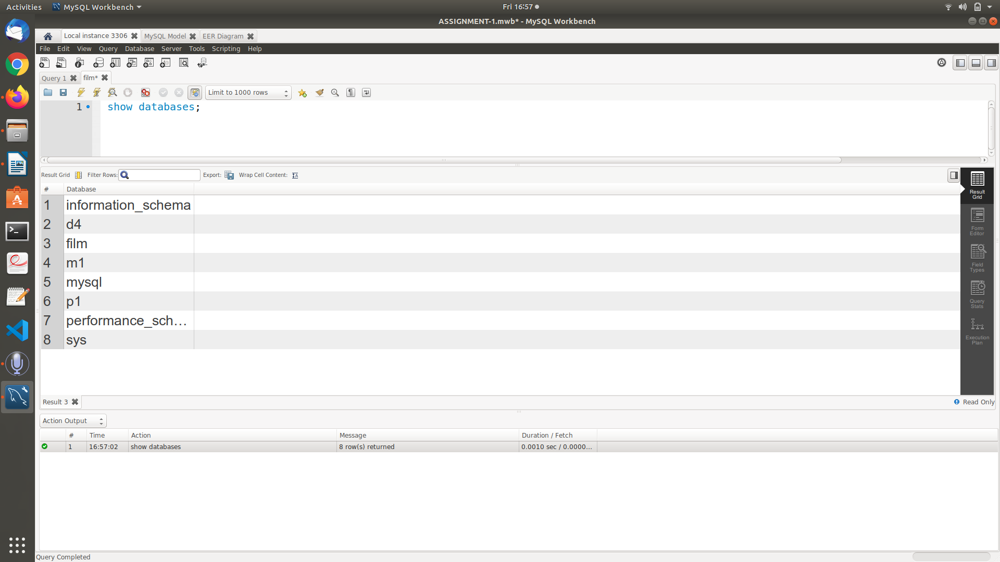 Activities MySQL Workbench Fri 16:57
ASSIGNMENT-1.mwb* - MySQL Workbench
Local instance 3306 MySQL Model EER Diagram
File Edit View Query Database Server Tools Scripting Help
Query 1 film*
Limit to 1000 rows
1 show databases;
Result Grid Filter Rows: Export: Wrap Cell Content:
# Database
1 information_schema
2 d4
3 film
4 m1
5 mysql
6 p1
7 performance_sch...
8 sys
Result
Grid
Form
Editor
Field
Types
Query
Stats
Execution
Plan
Result 3 Read Only
Action Output
# Time Action Message Duration / Fetch
1 16:57:02 show databases 8 row(s) returned 0.0010 sec / 0.0000...
Query Completed